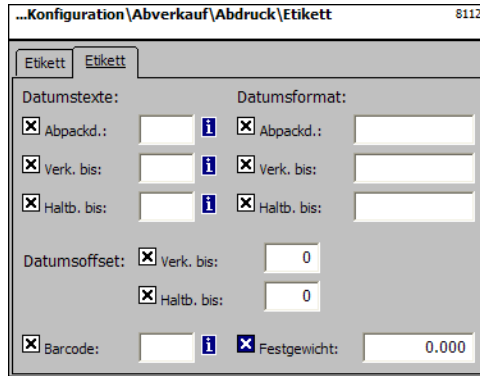 ...Konfiguration\Abverkauf\Abdruck\Etikett 8112
Etikett Etikett
Datumstexte: Datumsformat:
Abpackd.: i Abpackd.:
Verk. bis: i Verk. bis:
Haltb. bis: i Haltb. bis:
Datumsoffset: Verk. bis: 0
Haltb. bis: 0
Barcode: i Festgewicht: 0.000